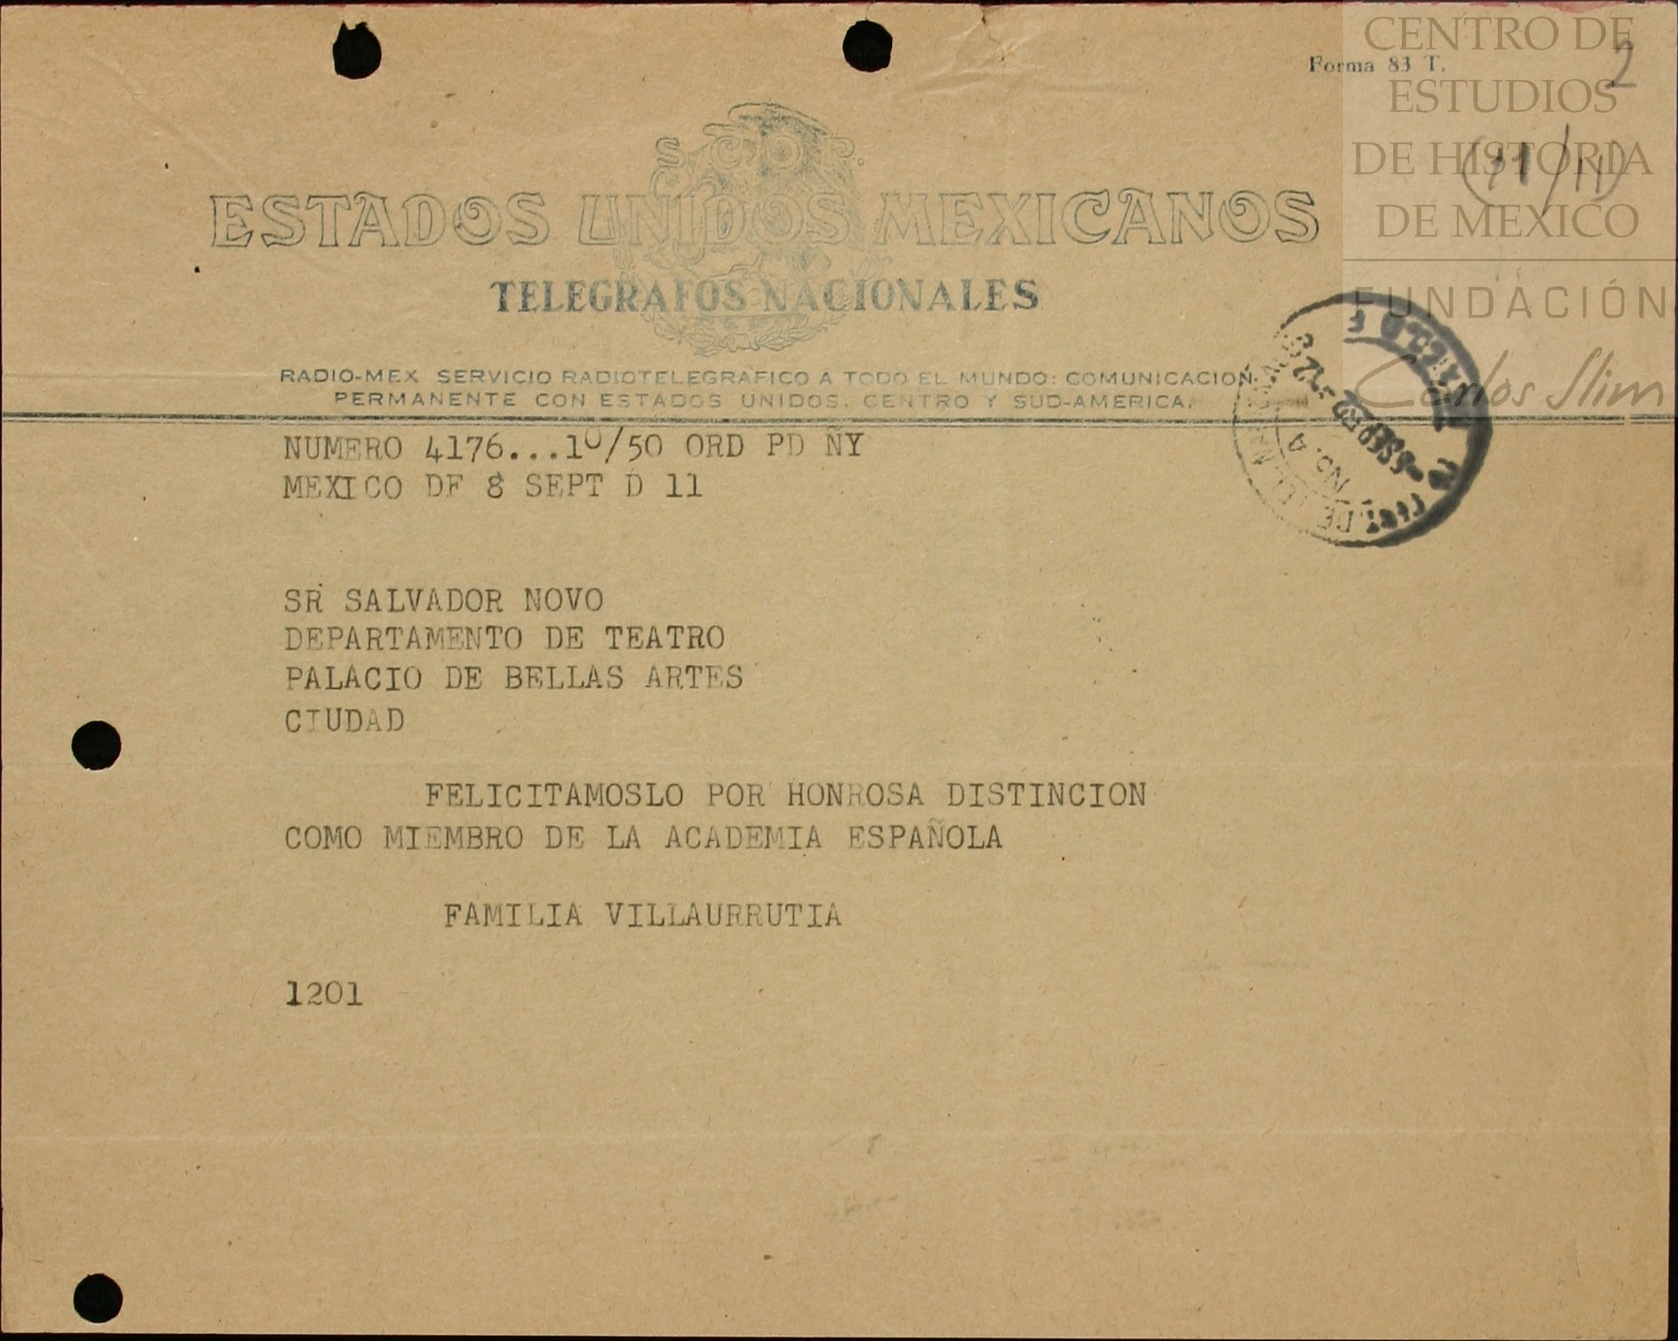 CENTRO DE
ESTUDIOS
DE HISTORIA
DE MEXICO
FUNDACIÓN
Carlos Slim
Forma 83 T.
2
S.C.O.P.
ESTADOS UNIDOS MEXICANOS
TELEGRAFOS NACIONALES
RADIO-MEX SERVICIO RADIOTELEGRAFICO A TODO EL MUNDO: COMUNICACION
PERMANENTE CON ESTADOS UNIDOS, CENTRO Y SUD-AMERICA.
NUMERO 4176...10/50 ORD PD ÑY
MEXICO DF 8 SEPT D 11
SR SALVADOR NOVO
DEPARTAMENTO DE TEATRO
PALACIO DE BELLAS ARTES
CIUDAD
FELICITAMOSLO POR HONROSA DISTINCION
COMO MIEMBRO DE LA ACADEMIA ESPAÑOLA
FAMILIA VILLAURRUTIA
1201